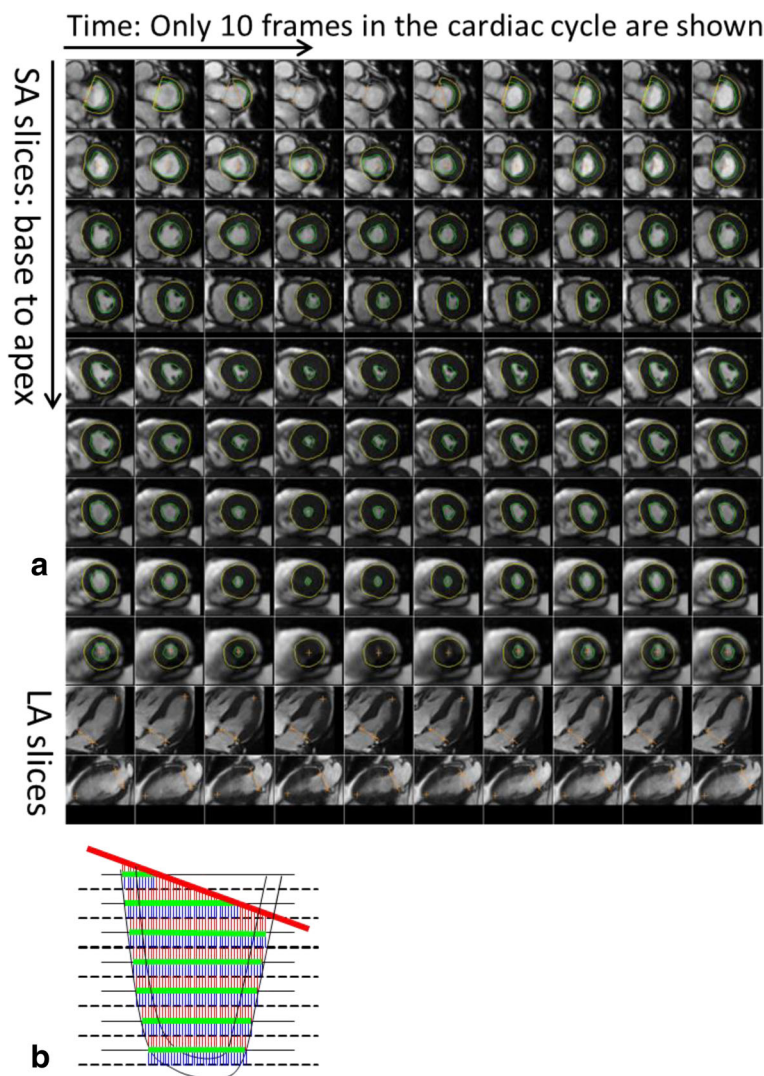 Time: Only 10 frames in the cardiac cycle are shown
SA slices: base to apex
a
LA slices
b